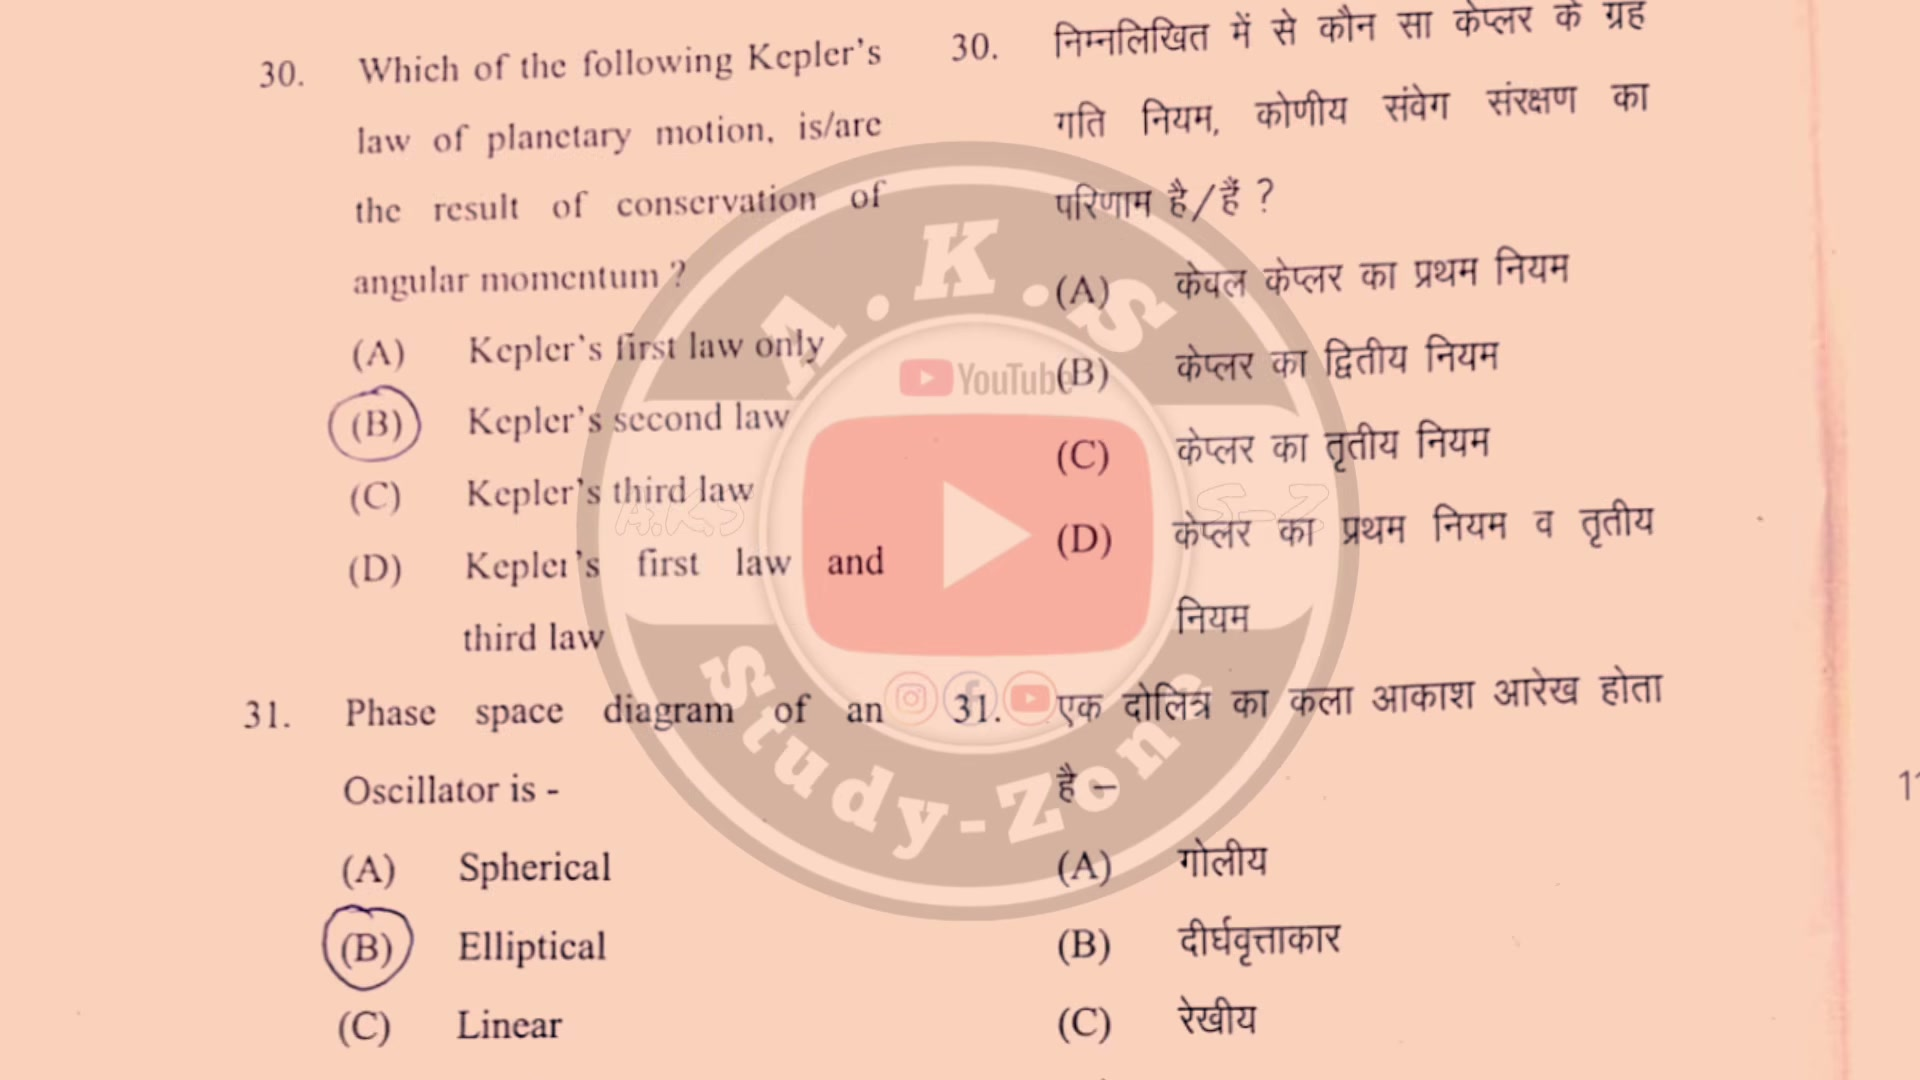 30. Which of the following Kepler's
law of planetary motion, is/are
the result of conservation of
angular momentum ?
(A) Kepler's first law only
(B) Kepler's second law
(C) Kepler's third law
(D) Kepler's first law and
third law
31. Phase space diagram of an
Oscillator is -
(A) Spherical
(B) Elliptical
(C) Linear
30. निम्नलिखित में से कौन सा केप्लर के ग्रह
गति नियम, कोणीय संवेग संरक्षण का
परिणाम है/हैं ?
(A) केवल केप्लर का प्रथम नियम
(B) केप्लर का द्वितीय नियम
(C) केप्लर का तृतीय नियम
(D) केप्लर का प्रथम नियम व तृतीय
नियम
31. एक दोलित्र का कला आकाश आरेख होता
है –
(A) गोलीय
(B) दीर्घवृत्ताकार
(C) रेखीय
A.K.S
YouTube
A.K.S S-Z
Study-Zone